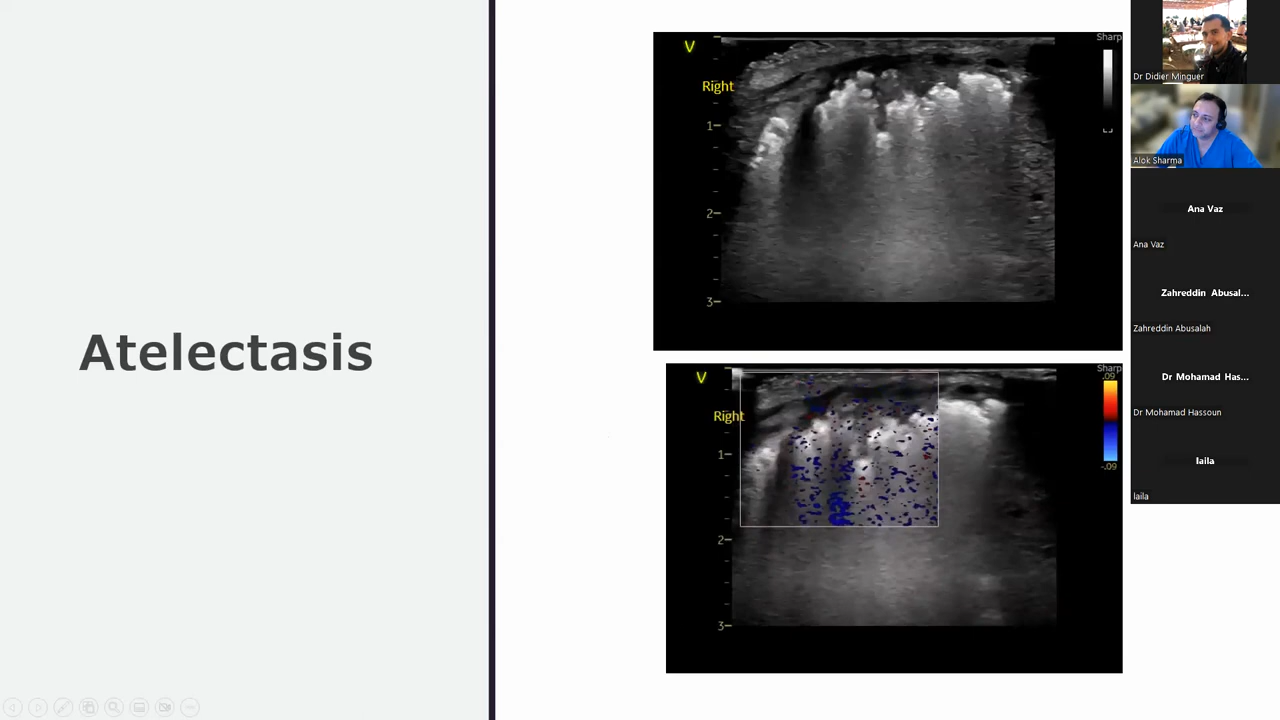 Atelectasis
V
Right
1
2
3
Sharp
V
Right
1
2
3
Sharp
.09
-.09
Dr Didier Minguer
Alok Sharma
Ana Vaz
Ana Vaz
Zahreddin Abusal...
Zahreddin Abusalah
Dr Mohamad Has...
Dr Mohamad Hassoun
laila
laila